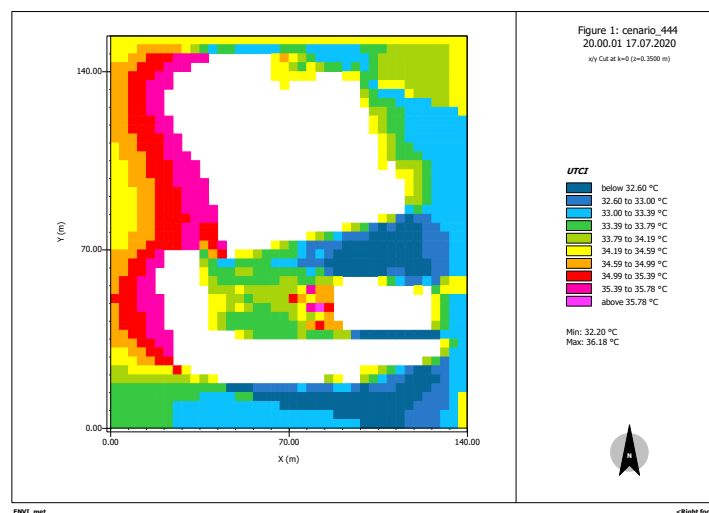 Figure 1: cenario_444
20.00.01 17.07.2020
x/y Cut at k=0 (z=0.3500 m)
140.00
70.00
0.00
Y (m)
0.00
70.00
140.00
X (m)
UTCI
below 32.60 °C
32.60 to 33.00 °C
33.00 to 33.39 °C
33.39 to 33.79 °C
33.79 to 34.19 °C
34.19 to 34.59 °C
34.59 to 34.99 °C
34.99 to 35.39 °C
35.39 to 35.78 °C
above 35.78 °C
Min: 32.20 °C
Max: 36.18 °C
N
ENVI_met
<Right foo